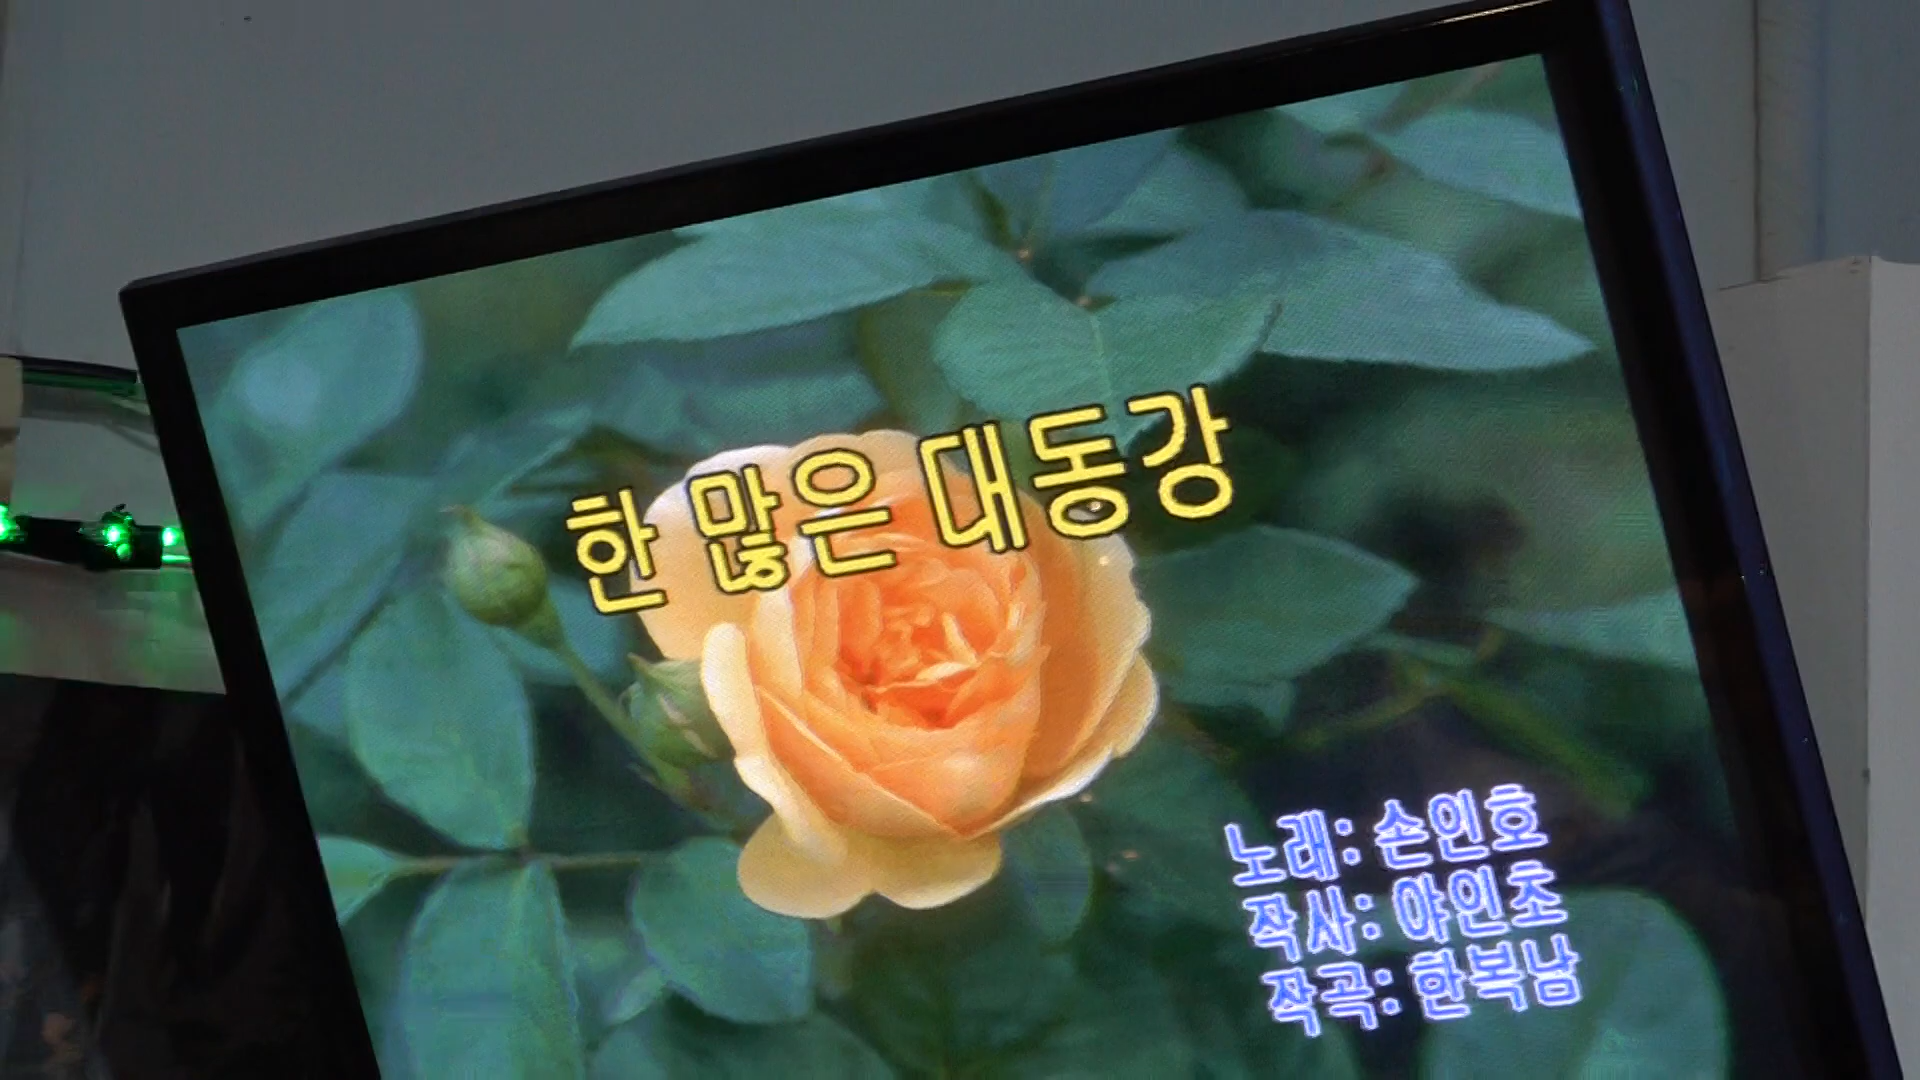 한 많은 대동강
노래: 손인호
작사: 야인초
작곡: 한복남